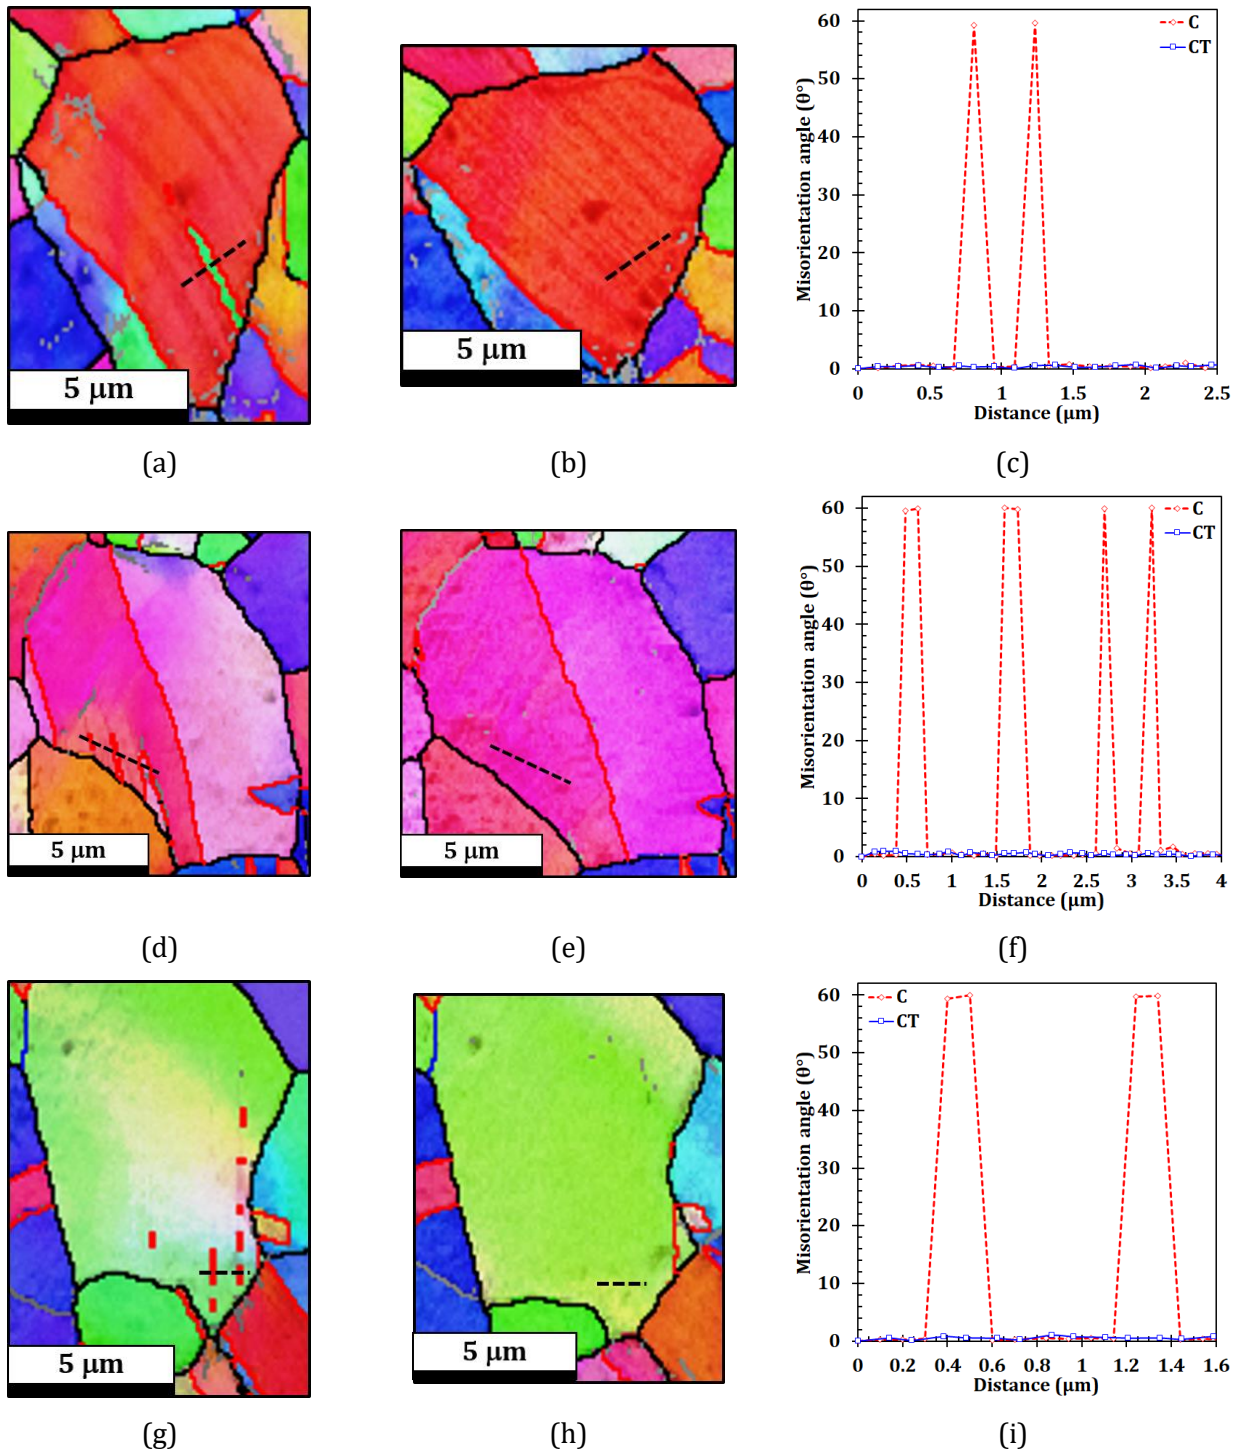 5 μm
(a)
5 μm
(b)
Misorientation angle (θ°)
60
50
40
30
20
10
0
0 0.5 1 1.5 2 2.5
Distance (μm)
C
CT
(c)
5 μm
(d)
5 μm
(e)
Misorientation angle (θ°)
60
50
40
30
20
10
0
0 0.5 1 1.5 2 2.5 3 3.5 4
Distance (μm)
C
CT
(f)
5 μm
(g)
5 μm
(h)
Misorientation angle (θ°)
60
50
40
30
20
10
0
0 0.2 0.4 0.6 0.8 1 1.2 1.4 1.6
Distance (μm)
C
CT
(i)